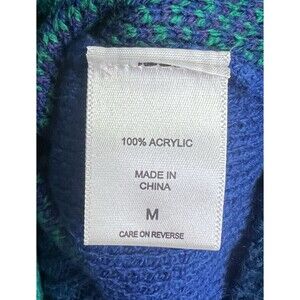 100% ACRYLIC
MADE IN
CHINA
M
CARE ON REVERSE